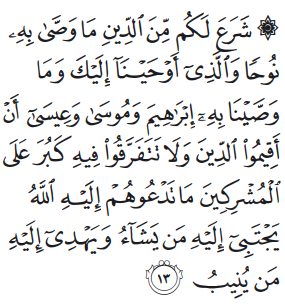 ۞ شَرَعَ لَكُم مِّنَ ٱلدِّينِ مَا وَصَّىٰ بِهِۦ
نُوحًا وَٱلَّذِىٓ أَوْحَيْنَآ إِلَيْكَ وَمَا
وَصَّيْنَا بِهِۦٓ إِبْرَٰهِيمَ وَمُوسَىٰ وَعِيسَىٰٓ أَنْ
أَقِيمُوا۟ ٱلدِّينَ وَلَا تَتَفَرَّقُوا۟ فِيهِ كَبُرَ عَلَى
ٱلْمُشْرِكِينَ مَا تَدْعُوهُمْ إِلَيْهِ ٱللَّهُ
يَجْتَبِىٓ إِلَيْهِ مَن يَشَآءُ وَيَهْدِىٓ إِلَيْهِ
مَن يُنِيبُ ١٣